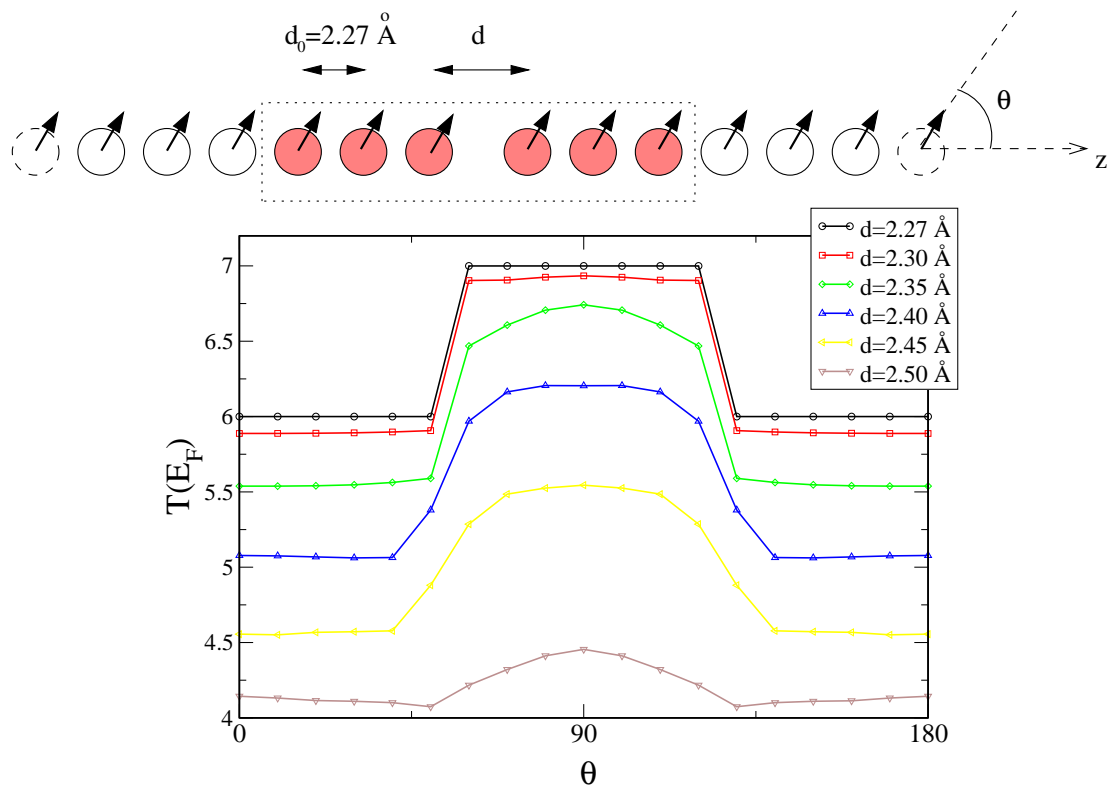 d₀=2.27 Å
d
θ
z
d=2.27 Å
d=2.30 Å
d=2.35 Å
d=2.40 Å
d=2.45 Å
d=2.50 Å
7
6.5
6
5.5
5
4.5
4
T(E_F)
0
90
180
θ